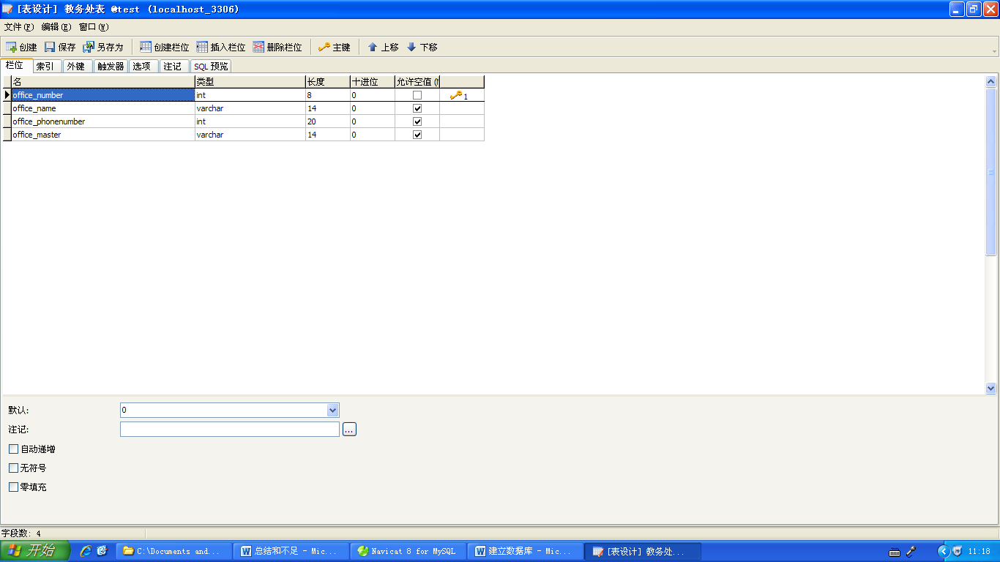 [表设计] 教务处表 @test (localhost_3306)
文件(F) 编辑(E) 窗口(W)
创建 保存 另存为 创建栏位 插入栏位 删除栏位 主键 上移 下移
栏位 索引 外键 触发器 选项 注记 SQL 预览
名 类型 长度 十进位 允许空值 (
office_number int 8 0 1
office_name varchar 14 0
office_phonenumber int 20 0
office_master varchar 14 0
默认: 0
注记: ...
自动递增
无符号
零填充
字段数: 4
开始 C:\Documents and... 总结和不足 - Mic... Navicat 8 for MySQL 建立数据库 - Mic... [表设计] 教务处... 11:18